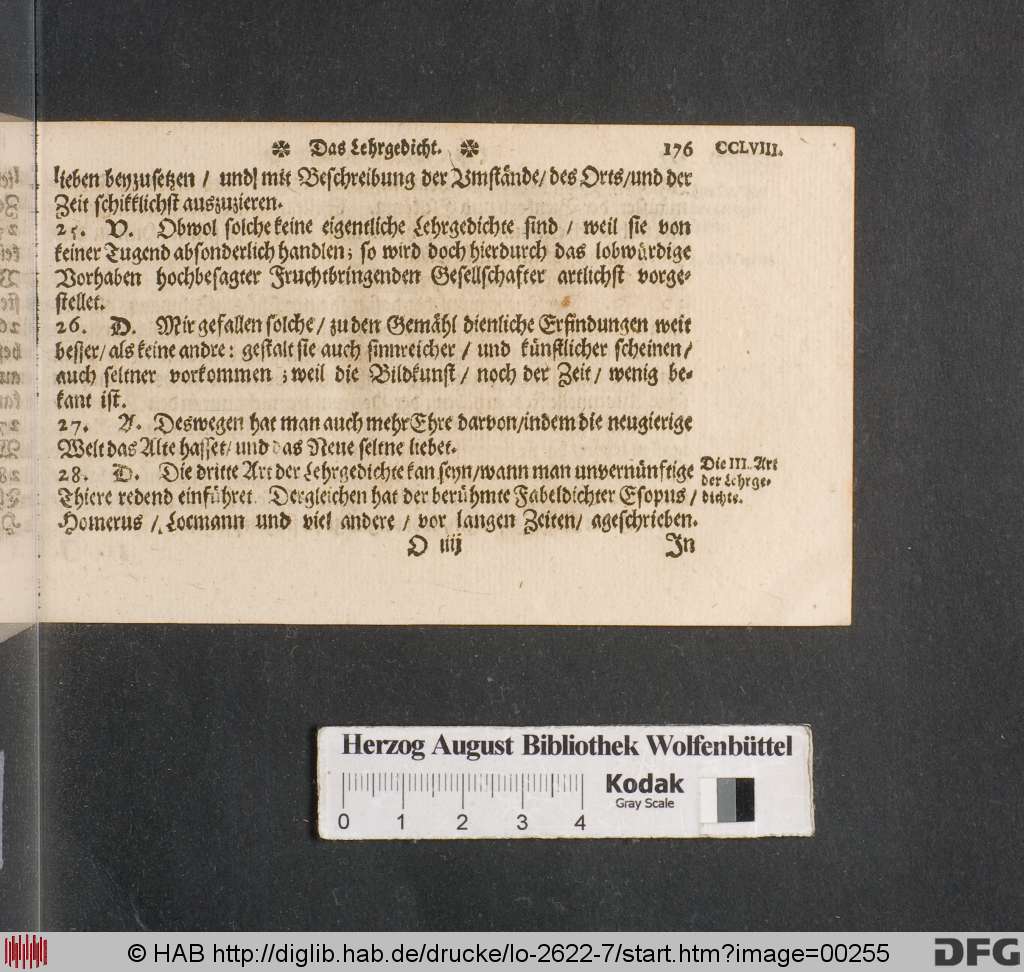 ✽ Das Lehrgedicht. ✽ 176 CCLVIII.
lieben beyzusetzen / und mit Beschreibung der Vmstände/ des Orts/und der
Zeit schikklichst auszuzieren.
25. V. Obwol solche keine eigentliche Lehrgedichte sind / weil sie von
keiner Tugend absonderlich handlen; so wird doch hierdurch das lobwürdige
Vorhaben hochbesagter Fruchtbringenden Gesellschafter artlichst vorge-
stellet.
26. D. Mir gefallen solche/ zu den Gemähl dienliche Erfindungen weit
besser/ als keine andre: gestalt sie auch sinnreicher / und künstlicher scheinen/
auch seltner vorkommen ; weil die Bildkunst/ noch der Zeit/ wenig be-
kant ist.
27. A. Deswegen hat man auch mehr Ehre darvon/indem die neugierige
Welt das Alte hasset/ und das Neue seltne liebet.
28. D. Die dritte Art der Lehrgedichte kan seyn/wann man unvernünftige
Thiere redend einführet. Dergleichen hat der berühmte Fabeldichter Esopus /
Homerus / Locmann und viel andere / vor langen Zeiten/ ageschrieben.
Die III. Art
der Lehrge-
dichte.
O iiij In
Herzog August Bibliothek Wolfenbüttel
Kodak
Gray Scale
0 1 2 3 4
© HAB http://diglib.hab.de/drucke/lo-2622-7/start.htm?image=00255
DFG